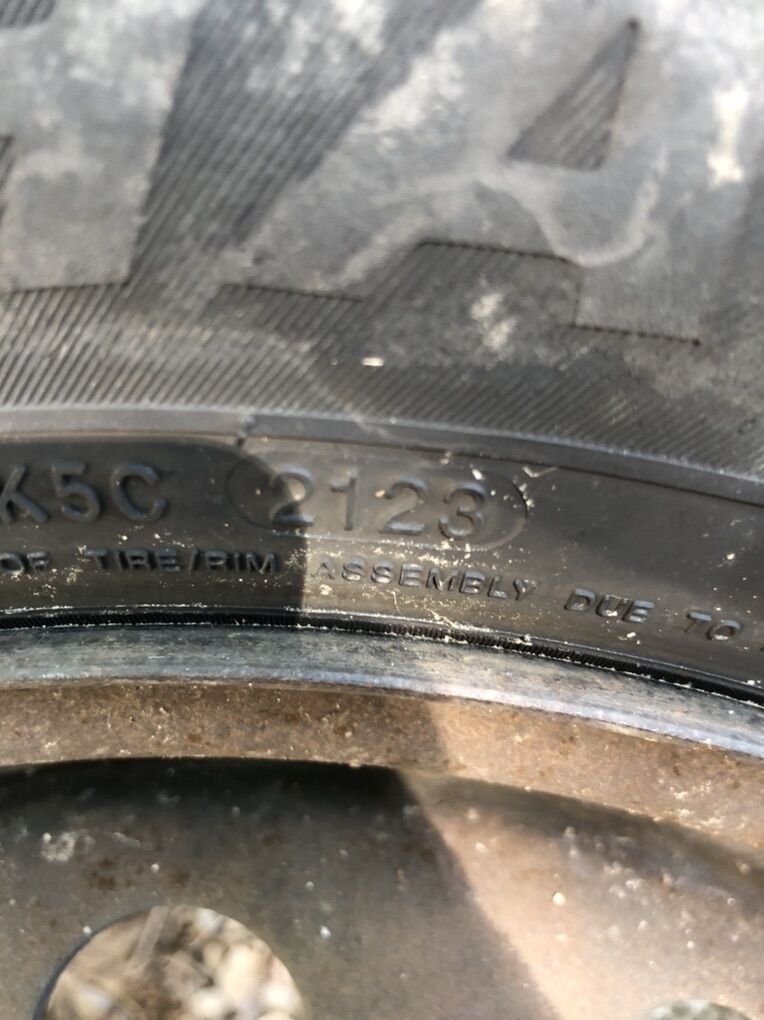 K5C 2123
OF TIRE/RIM ASSEMBLY DUE TO